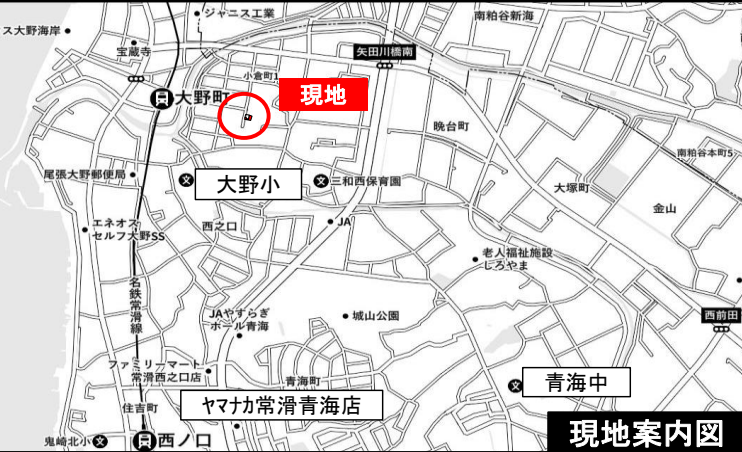 ジャニス工業
ス大野海岸
宝蔵寺
南粕谷新海
矢田川橋南
小倉町1
現地
大野町
晩台町
南粕谷本町5
尾張大野郵便局
大野小
三和西保育園
大塚町
金山
西之口
JA
エネオス
セルフ大野SS
老人福祉施設
しろやま
名鉄常滑線
JAやすらぎ
ホール青海
城山公園
西前田
ファミリーマート
常滑西之口店
青海町
青海中
住吉町
ヤマナカ常滑青海店
鬼崎北小
西ノ口
現地案内図